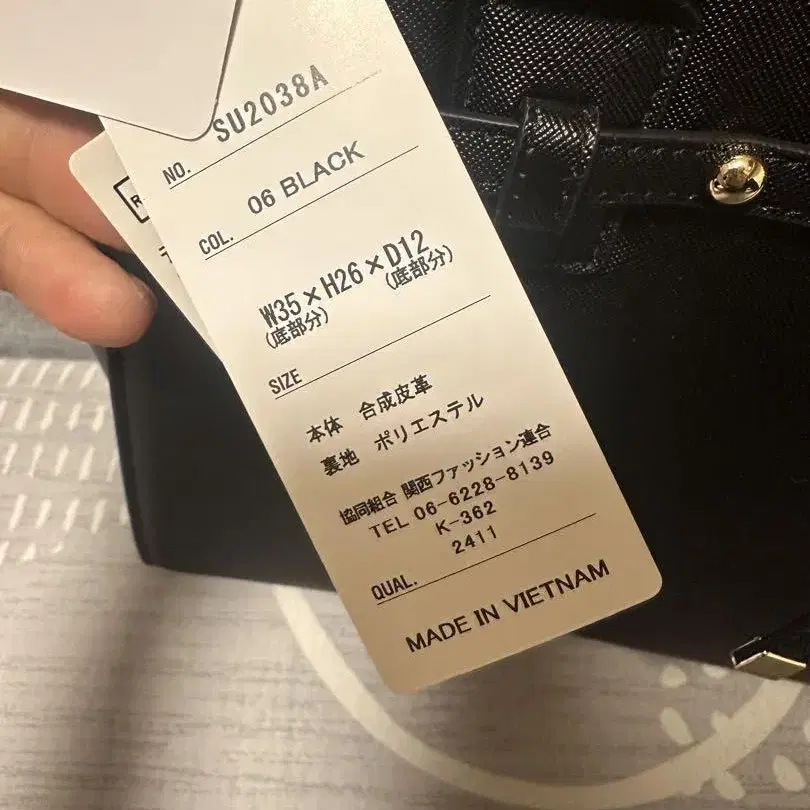 NO. SU2038A
COL. 06 BLACK
W35×H26×D12
(底部分) (底部分)
SIZE
本体 合成皮革
裏地 ポリエステル
協同組合 関西ファッション連合
TEL 06-6228-8139
K-362
2411
QUAL.
MADE IN VIETNAM